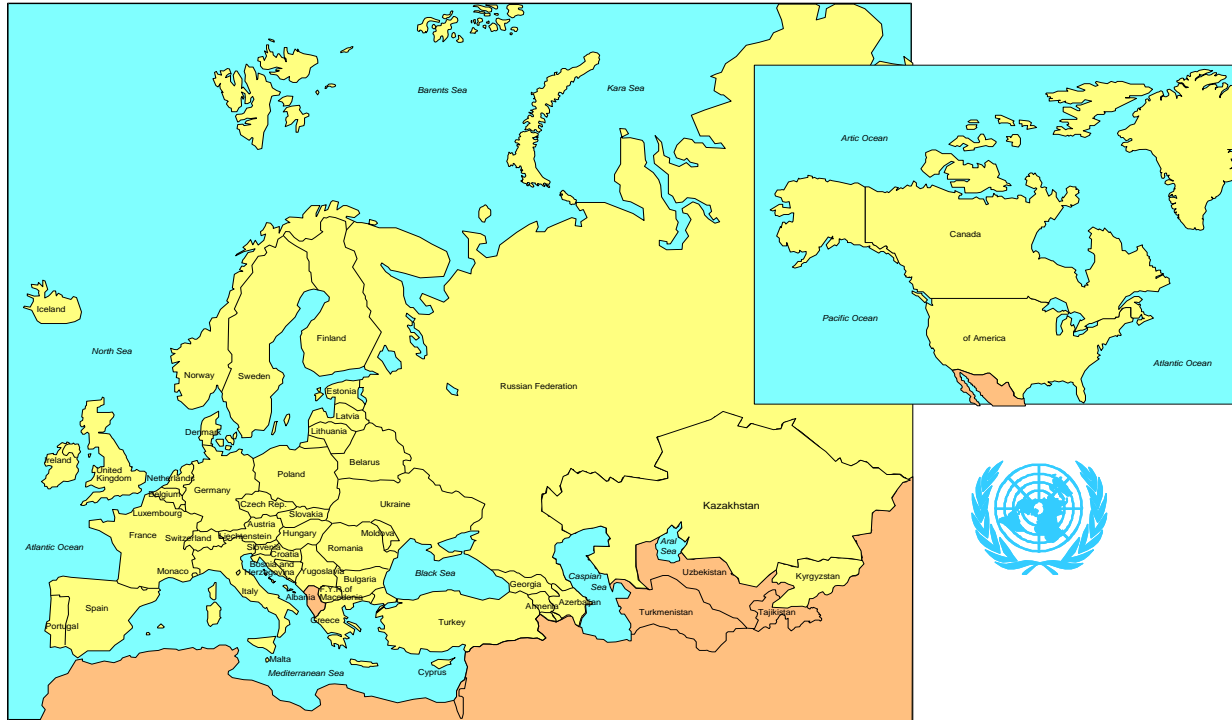 Barents Sea
Kara Sea
Artic Ocean
Canada
Iceland
Pacific Ocean
of America
Finland
North Sea
Atlantic Ocean
Norway
Sweden
Russian Federation
Estonia
Latvia
Denmark
Lithuania
Ireland
United
Kingdom
Belarus
Netherlands
Poland
Germany
Belgium
Czech Rep.
Ukraine
Kazakhstan
Luxembourg
Slovakia
Austria
France
Switzerland
Liechtenstein
Hungary
Moldova
Atlantic Ocean
Slovenia
Romania
Aral
Sea
Croatia
Bosnia and
Herzegovina
Monaco
Yugoslavia
Bulgaria
Black Sea
Georgia
Caspian
Sea
Uzbekistan
Kyrgyzstan
Italy
Albania
F.Y.R.of
Macedonia
Spain
Armenia
Azerbaijan
Turkmenistan
Tajikistan
Portugal
Greece
Turkey
Malta
Mediterranean Sea
Cyprus